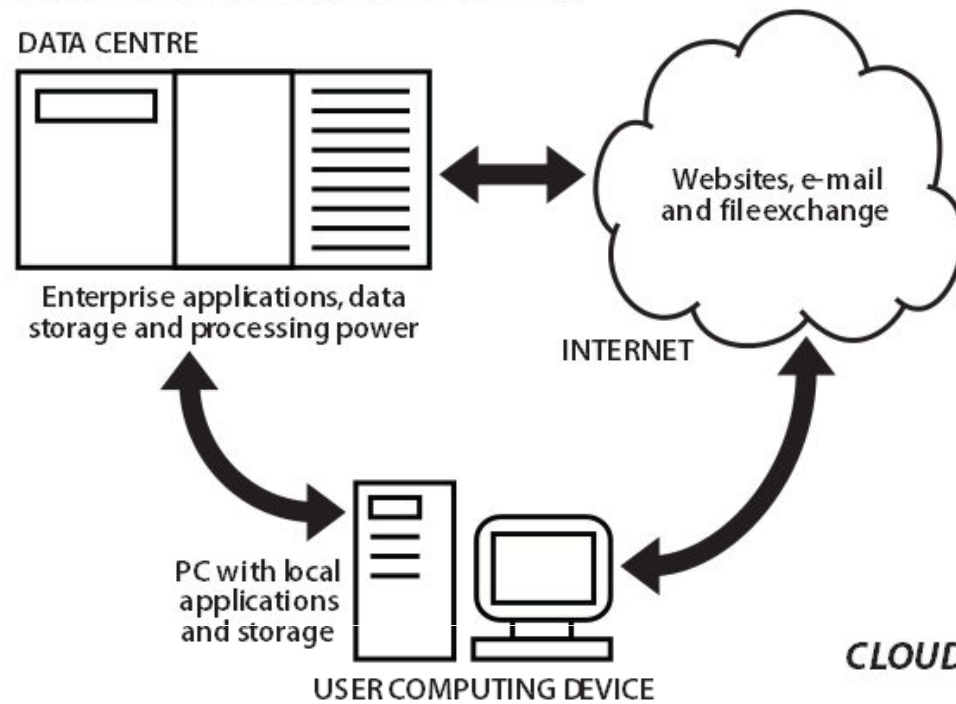 DATA CENTRE
Websites, e-mail
and fileexchange
Enterprise applications, data
storage and processing power
INTERNET
PC with local
applications
and storage
USER COMPUTING DEVICE
CLOUD